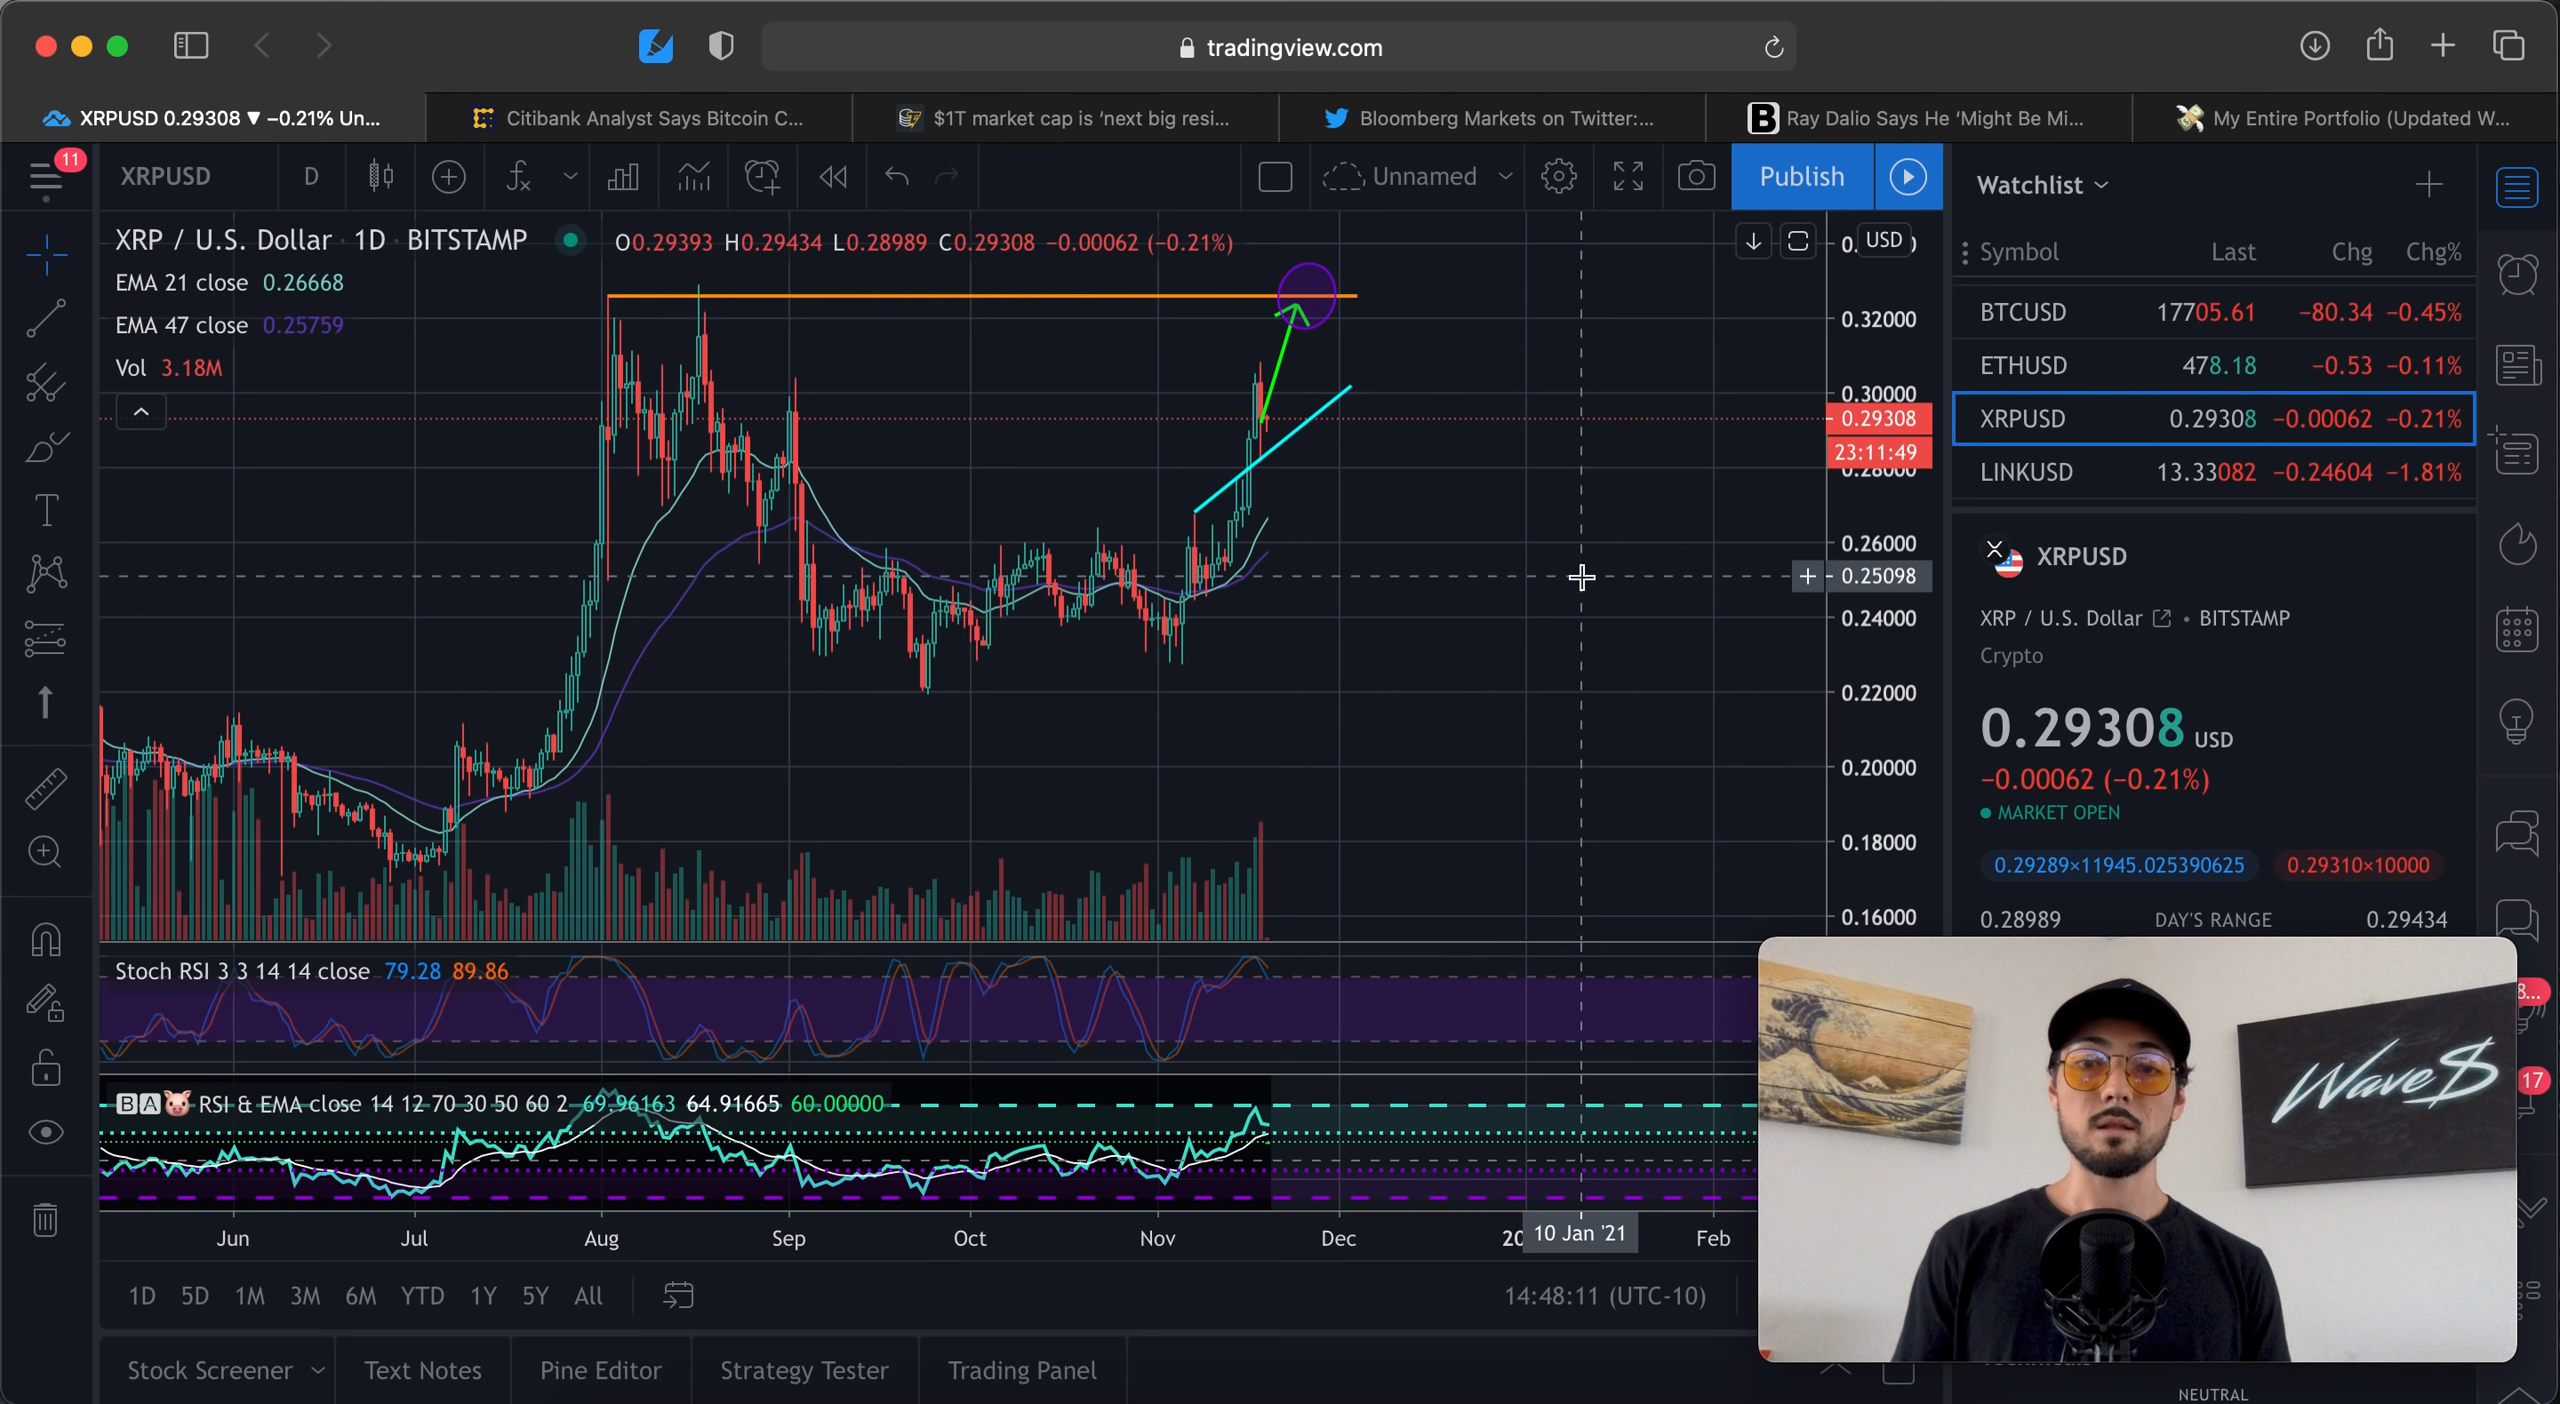 tradingview.com
XRPUSD 0.29308 ▼ −0.21% Un...
Citibank Analyst Says Bitcoin C...
$1T market cap is ‘next big resi...
Bloomberg Markets on Twitter:...
B Ray Dalio Says He ‘Might Be Mi...
My Entire Portfolio (Updated W...
11
XRPUSD
D
Unnamed
Publish
Watchlist
XRP / U.S. Dollar · 1D · BITSTAMP
O0.29393 H0.29434 L0.28989 C0.29308 −0.00062 (−0.21%)
EMA 21 close 0.26668
EMA 47 close 0.25759
Vol 3.18M
USD
0.32000
0.30000
0.29308
23:11:49
0.28000
0.26000
0.25098
0.24000
0.22000
0.20000
0.18000
0.16000
Symbol Last Chg Chg%
BTCUSD 17705.61 −80.34 −0.45%
ETHUSD 478.18 −0.53 −0.11%
XRPUSD 0.29308 −0.00062 −0.21%
LINKUSD 13.33082 −0.24604 −1.81%
XRPUSD
XRP / U.S. Dollar • BITSTAMP
Crypto
0.29308 USD
−0.00062 (−0.21%)
MARKET OPEN
0.29289×11945.025390625 0.29310×10000
0.28989 DAY'S RANGE 0.29434
Stoch RSI 3 3 14 14 close 79.28 89.86
BA RSI & EMA close 14 12 70 30 50 60 2 69.96163 64.91665 60.00000
Wave$
8...
17
Jun Jul Aug Sep Oct Nov Dec 20 10 Jan '21 Feb
1D 5D 1M 3M 6M YTD 1Y 5Y All
14:48:11 (UTC-10)
Stock Screener Text Notes Pine Editor Strategy Tester Trading Panel
NEUTRAL